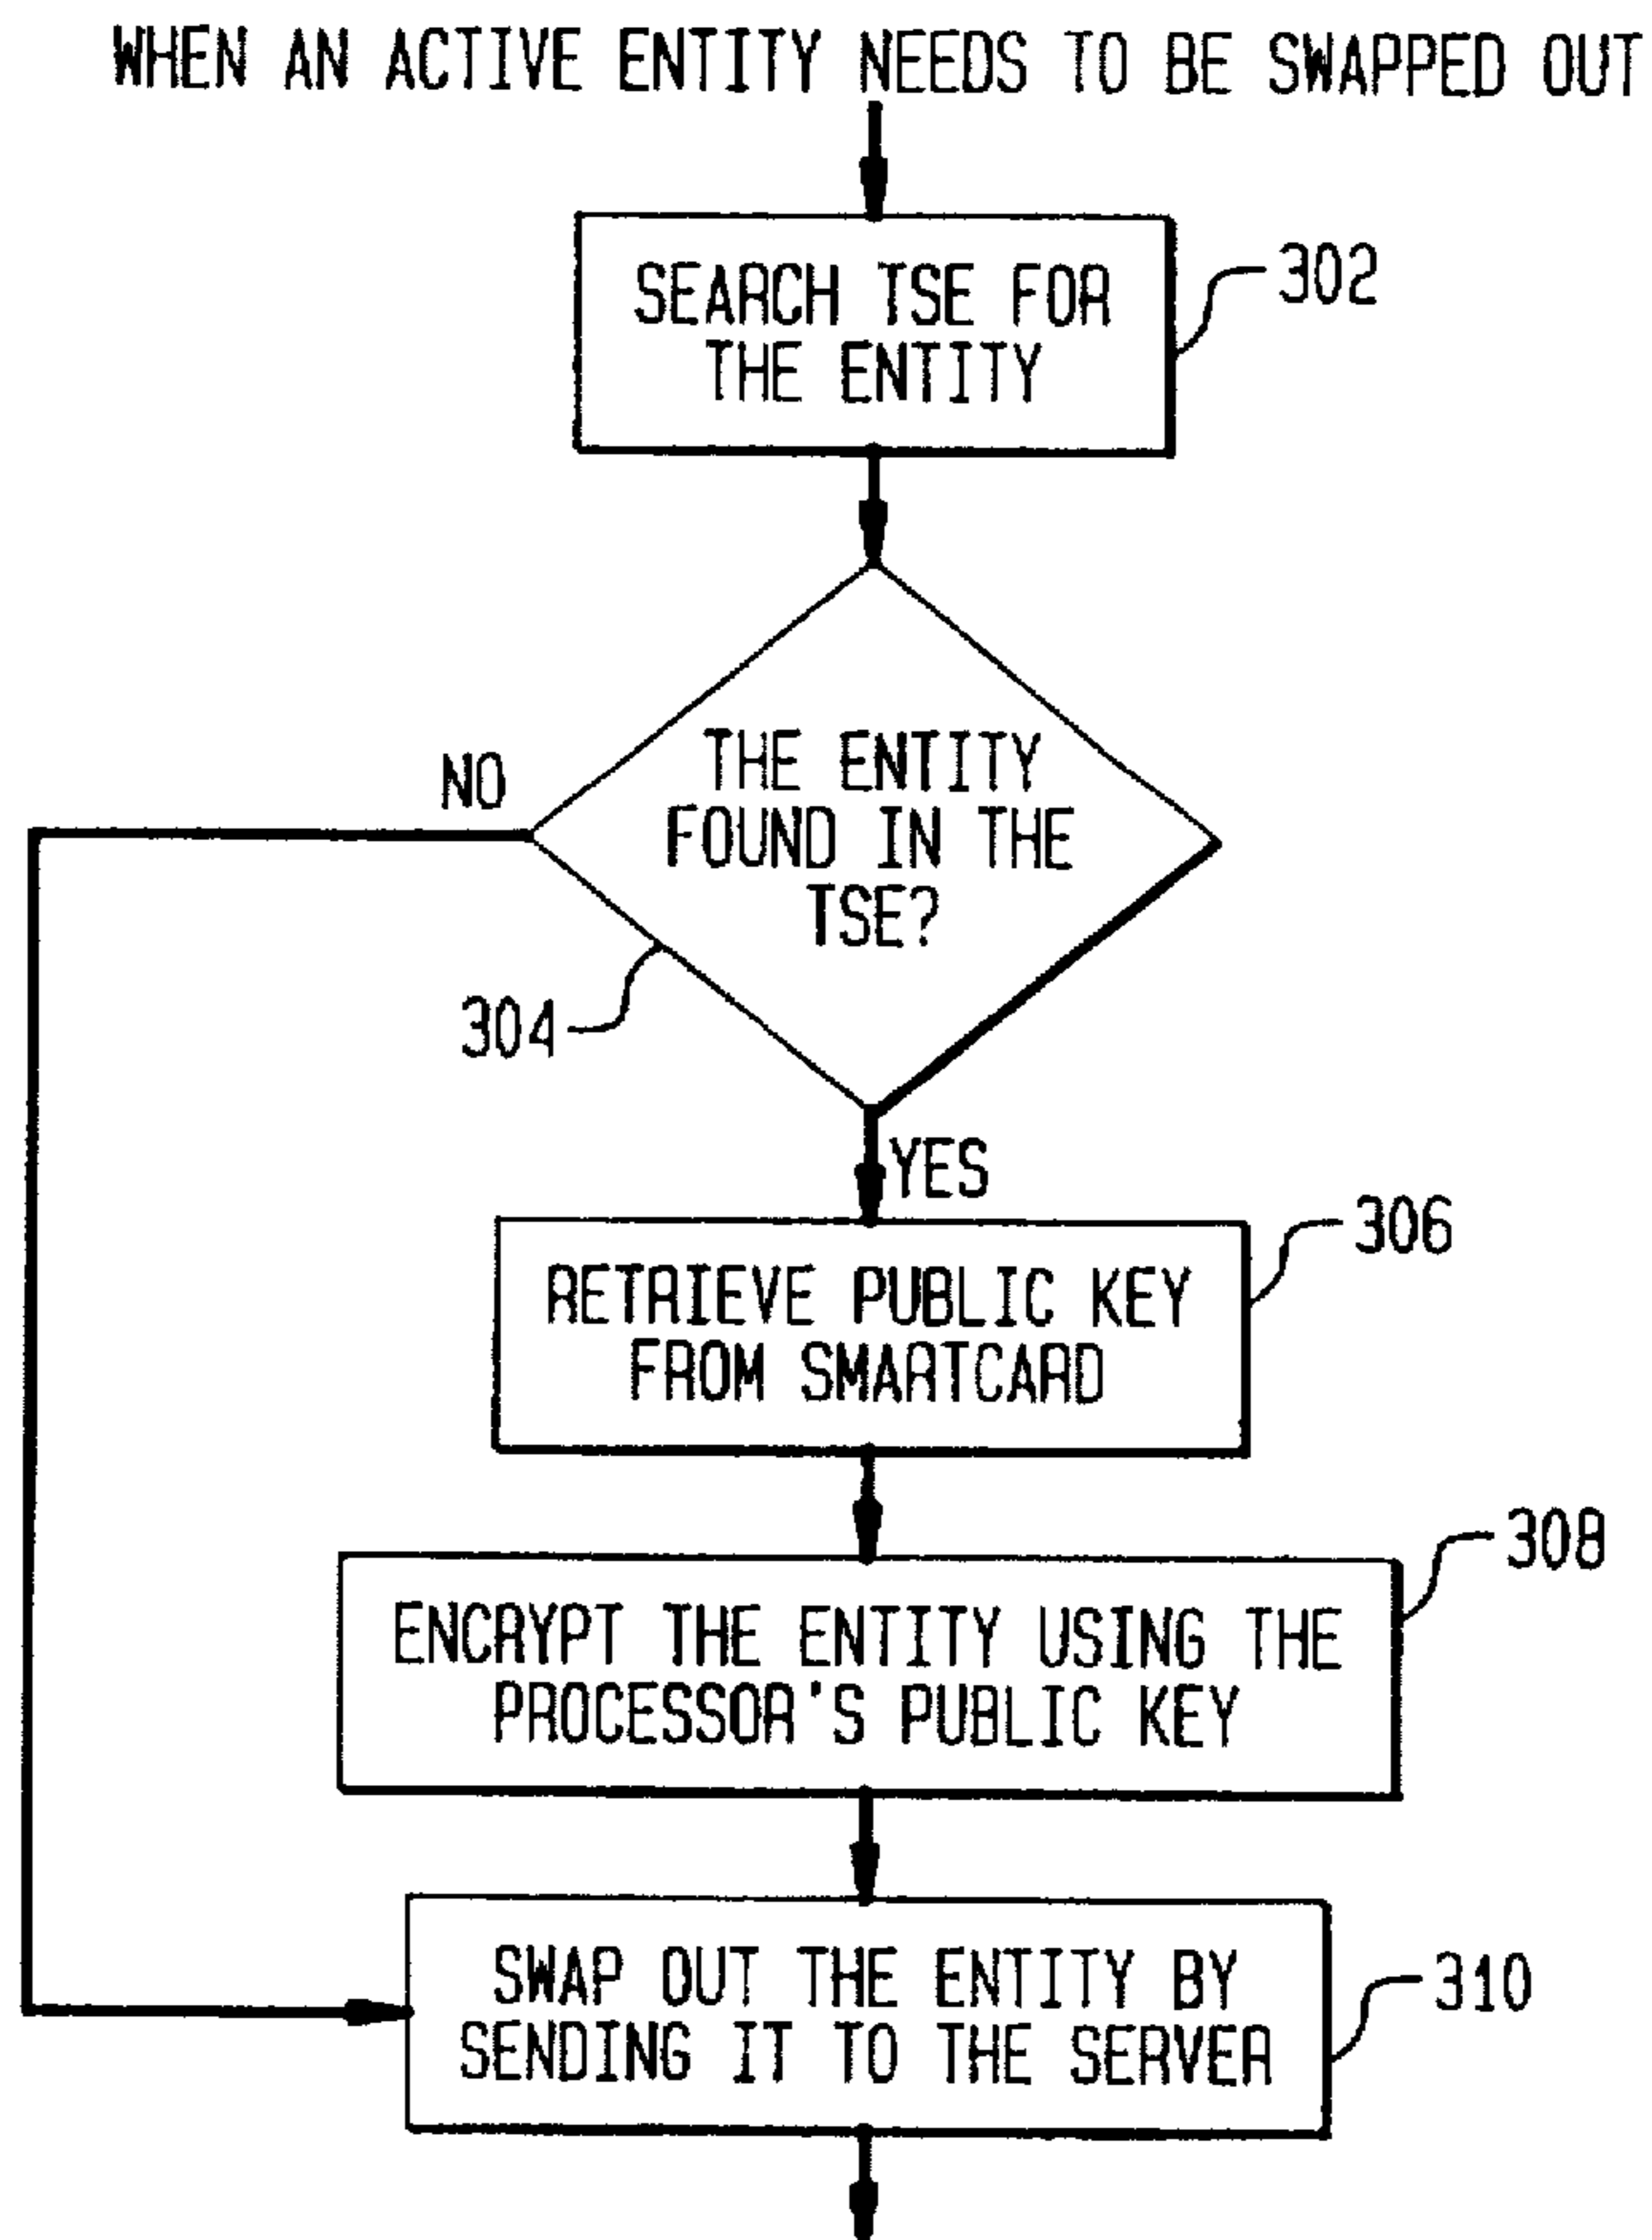 WHEN AN ACTIVE ENTITY NEEDS TO BE SWAPPED OUT
SEARCH TSE FOR
THE ENTITY
302
THE ENTITY
FOUND IN THE
TSE?
NO
304
YES
RETRIEVE PUBLIC KEY
FROM SMARTCARD
306
ENCRYPT THE ENTITY USING THE
PROCESSOR'S PUBLIC KEY
308
SWAP OUT THE ENTITY BY
SENDING IT TO THE SERVER
310